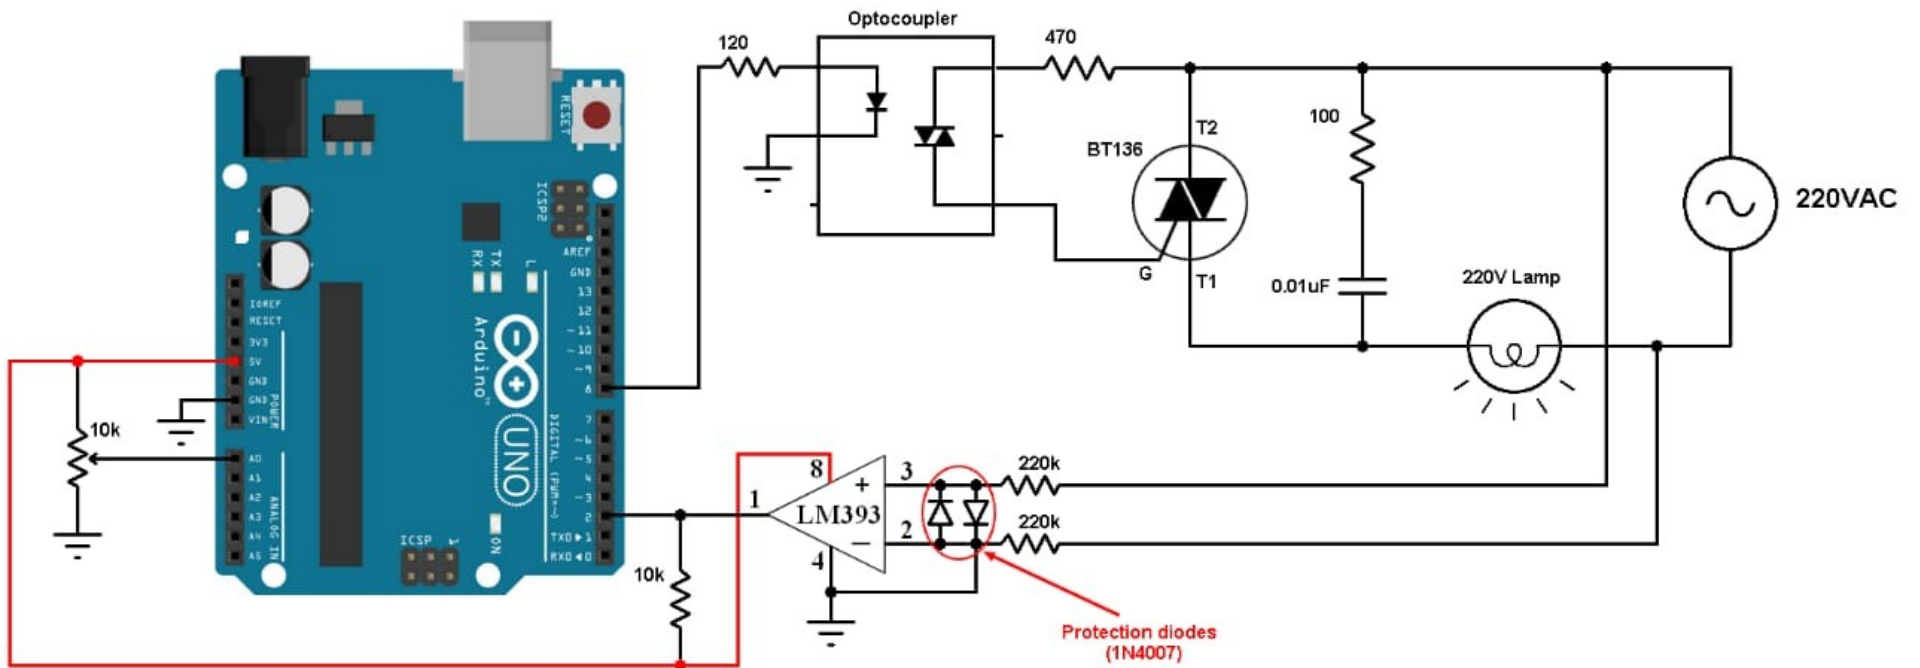 Optocoupler
120
470
100
T2
BT136
G
T1
0.01uF
220V Lamp
220VAC
RESET
ICSP2
AREF
GND
13
12
~11
~10
~9
8
7
~6
~5
4
~3
2
TXD▶1
RXD◀0
RX
TX
L
Arduino™
UNO
DIGITAL (PWM=~)
ON
ICSP
1
IOREF
RESET
3V3
5V
GND
GND
VIN
POWER
A0
A1
A2
A3
A4
A5
ANALOG IN
10k
10k
1
8
3
+
LM393
2
−
4
220k
220k
Protection diodes
(1N4007)